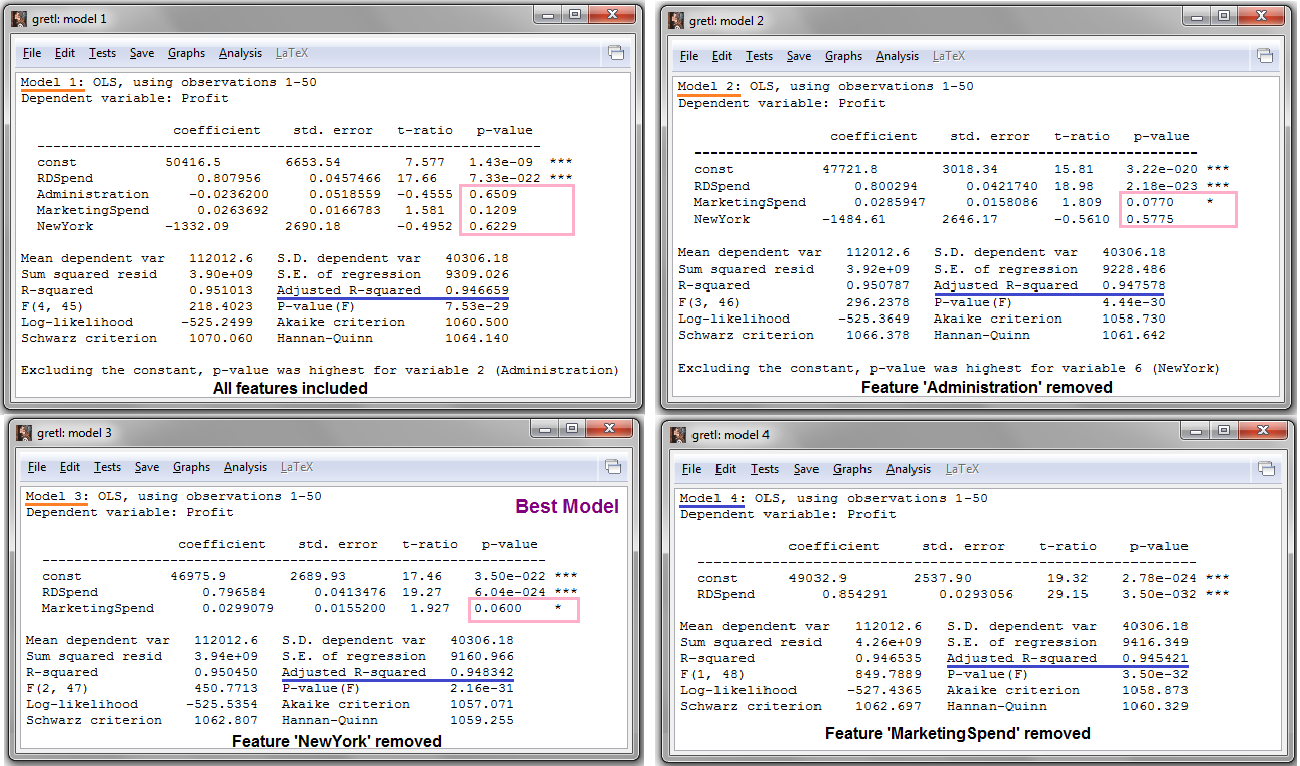 gretl: model 1
File Edit Tests Save Graphs Analysis LaTeX
Model 1: OLS, using observations 1-50
Dependent variable: Profit
coefficient std. error t-ratio p-value
const 50416.5 6653.54 7.577 1.43e-09 ***
RDSpend 0.807956 0.0457466 17.66 7.33e-022 ***
Administration -0.0236200 0.0518559 -0.4555 0.6509
MarketingSpend 0.0263692 0.0166783 1.581 0.1209
NewYork -1332.09 2690.18 -0.4952 0.6229
Mean dependent var 112012.6 S.D. dependent var 40306.18
Sum squared resid 3.90e+09 S.E. of regression 9309.026
R-squared 0.951013 Adjusted R-squared 0.946659
F(4, 45) 218.4023 P-value(F) 7.53e-29
Log-likelihood -525.2499 Akaike criterion 1060.500
Schwarz criterion 1070.060 Hannan-Quinn 1064.140
Excluding the constant, p-value was highest for variable 2 (Administration)
All features included
gretl: model 2
File Edit Tests Save Graphs Analysis LaTeX
Model 2: OLS, using observations 1-50
Dependent variable: Profit
coefficient std. error t-ratio p-value
const 47721.8 3018.34 15.81 3.22e-020 ***
RDSpend 0.800294 0.0421740 18.98 2.18e-023 ***
MarketingSpend 0.0285947 0.0158086 1.809 0.0770 *
NewYork -1484.61 2646.17 -0.5610 0.5775
Mean dependent var 112012.6 S.D. dependent var 40306.18
Sum squared resid 3.92e+09 S.E. of regression 9228.486
R-squared 0.950787 Adjusted R-squared 0.947578
F(3, 46) 296.2378 P-value(F) 4.44e-30
Log-likelihood -525.3649 Akaike criterion 1058.730
Schwarz criterion 1066.378 Hannan-Quinn 1061.642
Excluding the constant, p-value was highest for variable 6 (NewYork)
Feature 'Administration' removed
gretl: model 3
File Edit Tests Save Graphs Analysis LaTeX
Model 3: OLS, using observations 1-50
Best Model
Dependent variable: Profit
coefficient std. error t-ratio p-value
const 46975.9 2689.93 17.46 3.50e-022 ***
RDSpend 0.796584 0.0413476 19.27 6.04e-024 ***
MarketingSpend 0.0299079 0.0155200 1.927 0.0600 *
Mean dependent var 112012.6 S.D. dependent var 40306.18
Sum squared resid 3.94e+09 S.E. of regression 9160.966
R-squared 0.950450 Adjusted R-squared 0.948342
F(2, 47) 450.7713 P-value(F) 2.16e-31
Log-likelihood -525.5354 Akaike criterion 1057.071
Schwarz criterion 1062.807 Hannan-Quinn 1059.255
Feature 'NewYork' removed
gretl: model 4
File Edit Tests Save Graphs Analysis LaTeX
Model 4: OLS, using observations 1-50
Dependent variable: Profit
coefficient std. error t-ratio p-value
const 49032.9 2537.90 19.32 2.78e-024 ***
RDSpend 0.854291 0.0293056 29.15 3.50e-032 ***
Mean dependent var 112012.6 S.D. dependent var 40306.18
Sum squared resid 4.26e+09 S.E. of regression 9416.349
R-squared 0.946535 Adjusted R-squared 0.945421
F(1, 48) 849.7889 P-value(F) 3.50e-32
Log-likelihood -527.4365 Akaike criterion 1058.873
Schwarz criterion 1062.697 Hannan-Quinn 1060.329
Feature 'MarketingSpend' removed